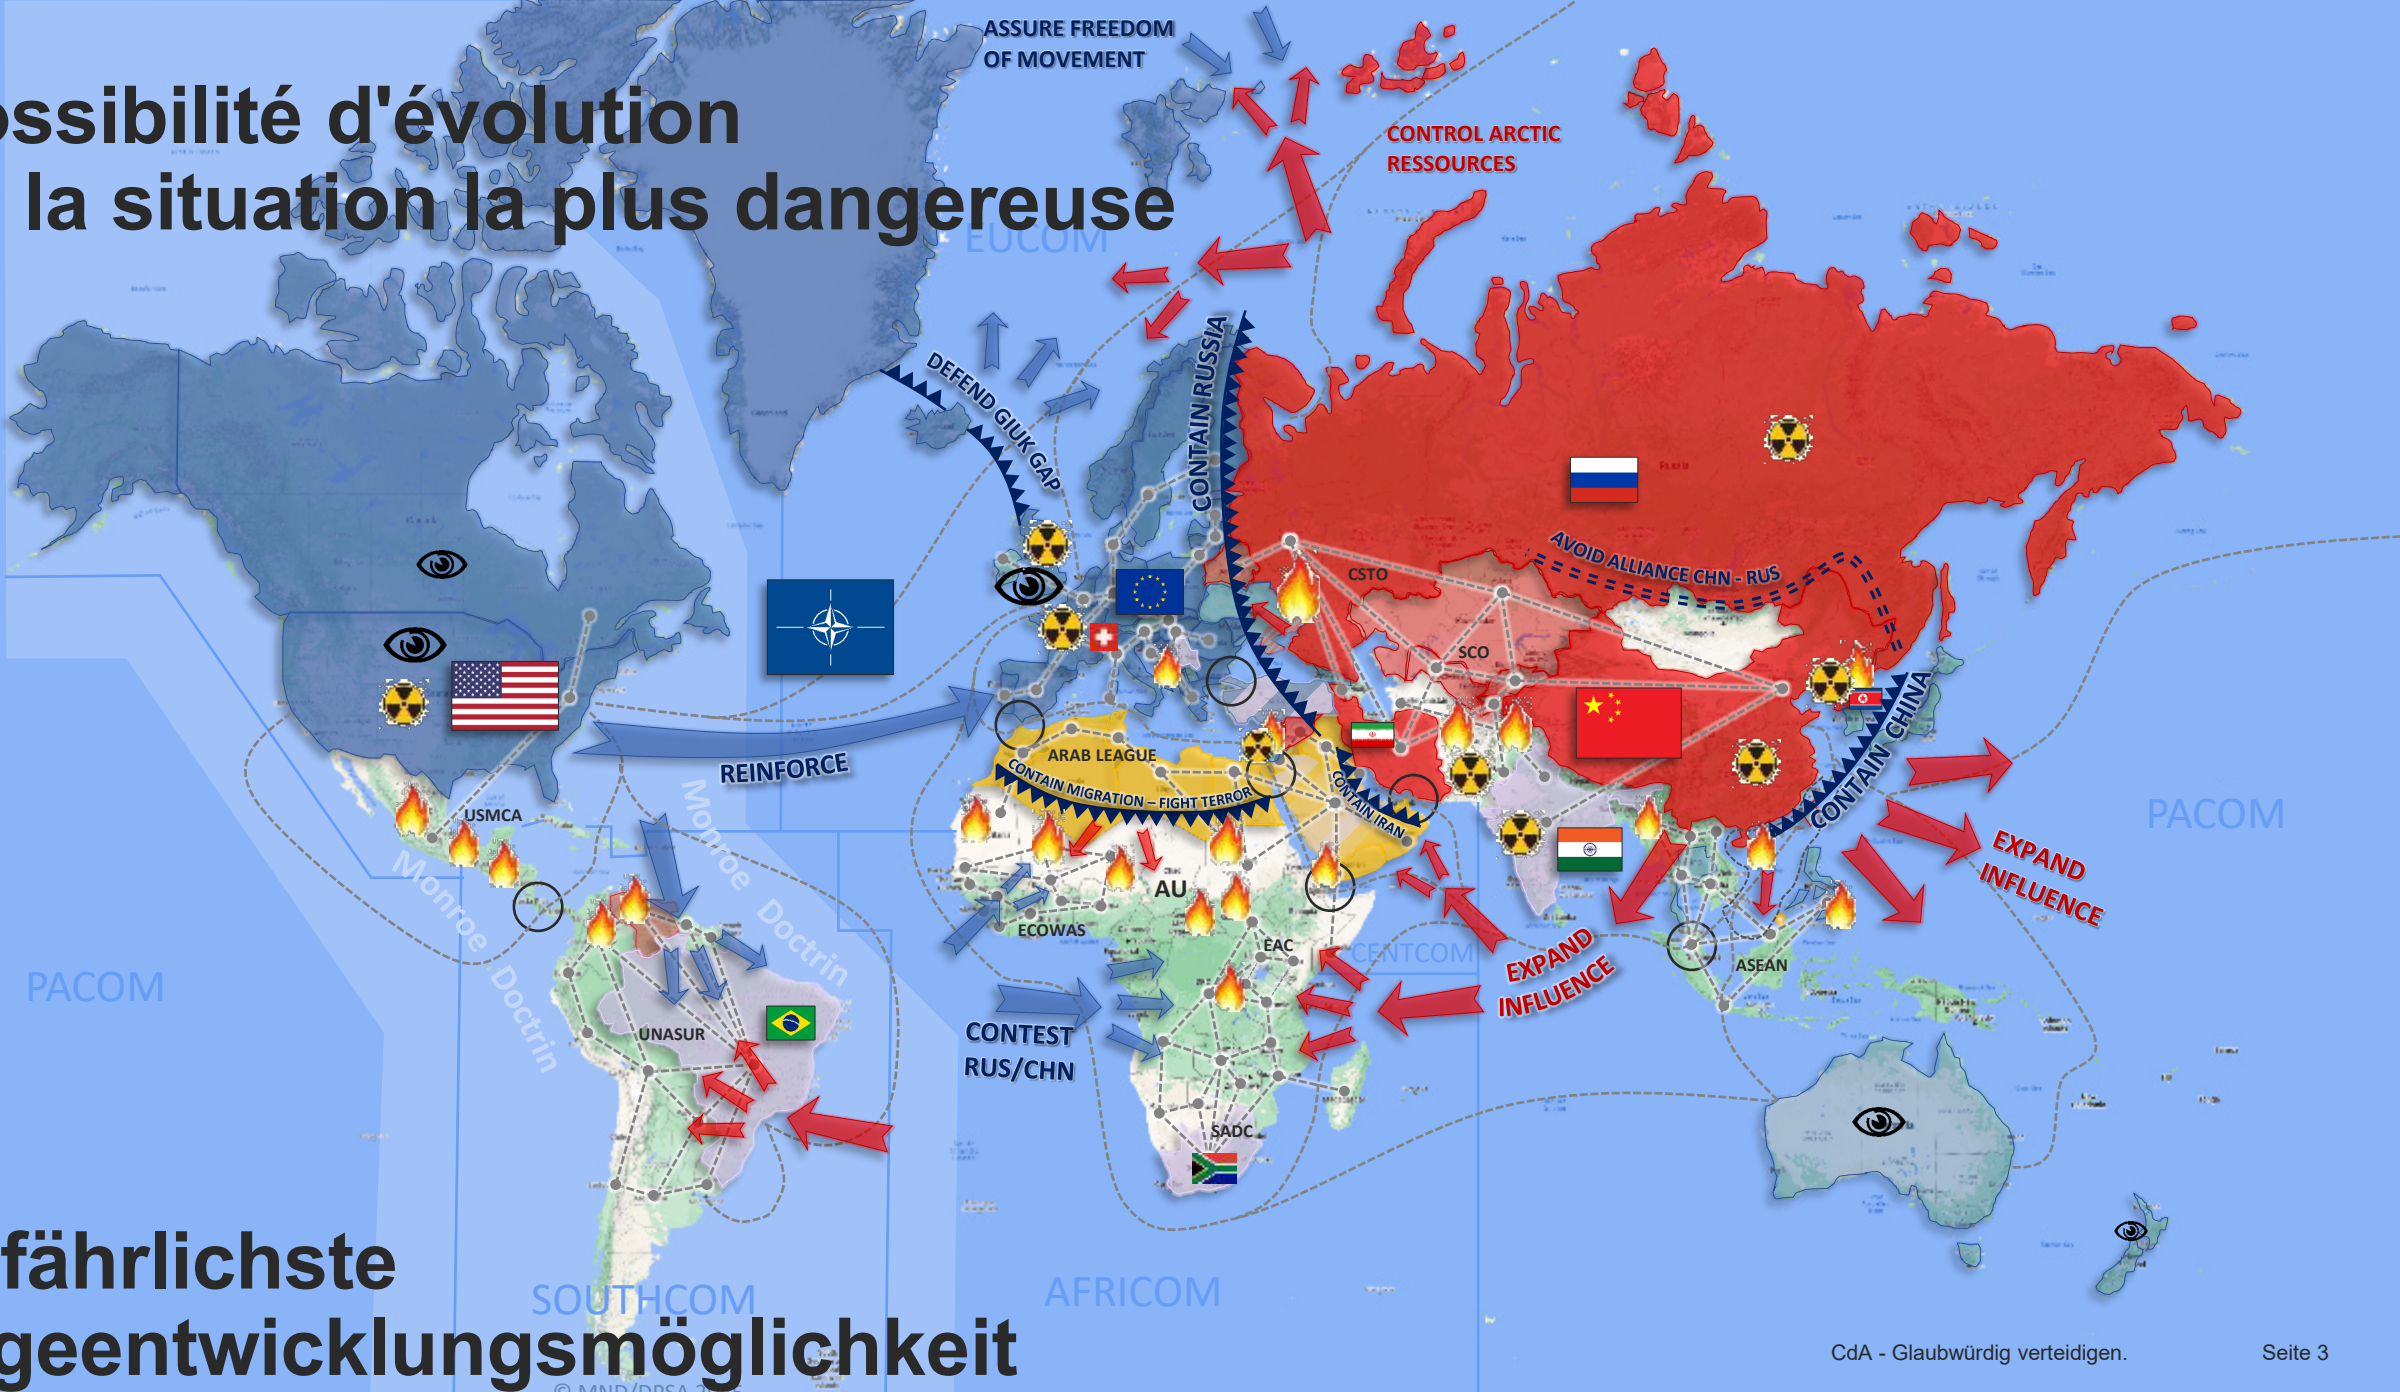 ASSURE FREEDOM
OF MOVEMENT
ossibilité d'évolution
la situation la plus dangereuse
CONTROL ARCTIC
RESSOURCES
EUCOM
DEFEND GIUK GAP
CONTAIN RUSSIA
AVOID ALLIANCE CHN - RUS
CSTO
SCO
ARAB LEAGUE
REINFORCE
CONTAIN MIGRATION – FIGHT TERROR
CONTAIN IRAN
CONTAIN CHINA
USMCA
PACOM
Monroe Doctrin
Monroe Doctrin
EXPAND
INFLUENCE
AU
ECOWAS
EAC
CENTCOM
EXPAND
INFLUENCE
ASEAN
PACOM
UNASUR
CONTEST
RUS/CHN
SADC
fährlichste
SOUTHCOM
AFRICOM
geentwicklungsmöglichkeit
CdA - Glaubwürdig verteidigen.
Seite 3
© MND/DPSA